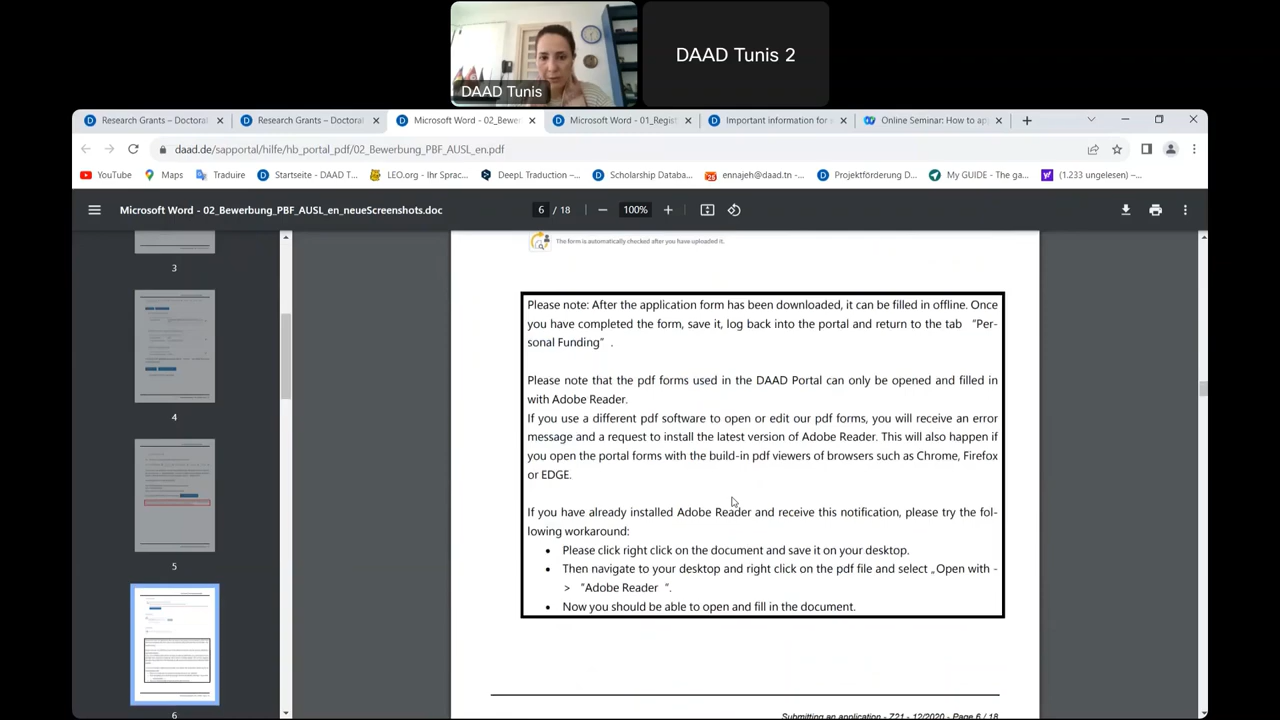 DAAD Tunis
DAAD Tunis 2
Research Grants – Doctoral
Research Grants – Doctoral
Microsoft Word - 02_Bewer
Microsoft Word - 01_Regist
Important information for s
Online Seminar: How to ap
daad.de/sapportal/hilfe/hb_portal_pdf/02_Bewerbung_PBF_AUSL_en.pdf
YouTube
Maps
Traduire
Startseite - DAAD T...
LEO.org - Ihr Sprac...
DeepL Traduction –...
Scholarship Databa...
ennajeh@daad.tn -...
Projektförderung D...
My GUIDE - The ga...
(1.233 ungelesen) –...
Microsoft Word - 02_Bewerbung_PBF_AUSL_en_neueScreenshots.doc
6 / 18
100%
3
4
5
6
The form is automatically checked after you have uploaded it.
Please note: After the application form has been downloaded, it can be filled in offline. Once
you have completed the form, save it, log back into the portal and return to the tab “Per-
sonal Funding” .
Please note that the pdf forms used in the DAAD Portal can only be opened and filled in
with Adobe Reader.
If you use a different pdf software to open or edit our pdf forms, you will receive an error
message and a request to install the latest version of Adobe Reader. This will also happen if
you open the portal forms with the build-in pdf viewers of browsers such as Chrome, Firefox
or EDGE.
If you have already installed Adobe Reader and receive this notification, please try the fol-
lowing workaround:
• Please click right click on the document and save it on your desktop.
• Then navigate to your desktop and right click on the pdf file and select „Open with -
> “Adobe Reader “.
• Now you should be able to open and fill in the document.
Submitting an application - Z21 - 12/2020 - Page 6 / 18